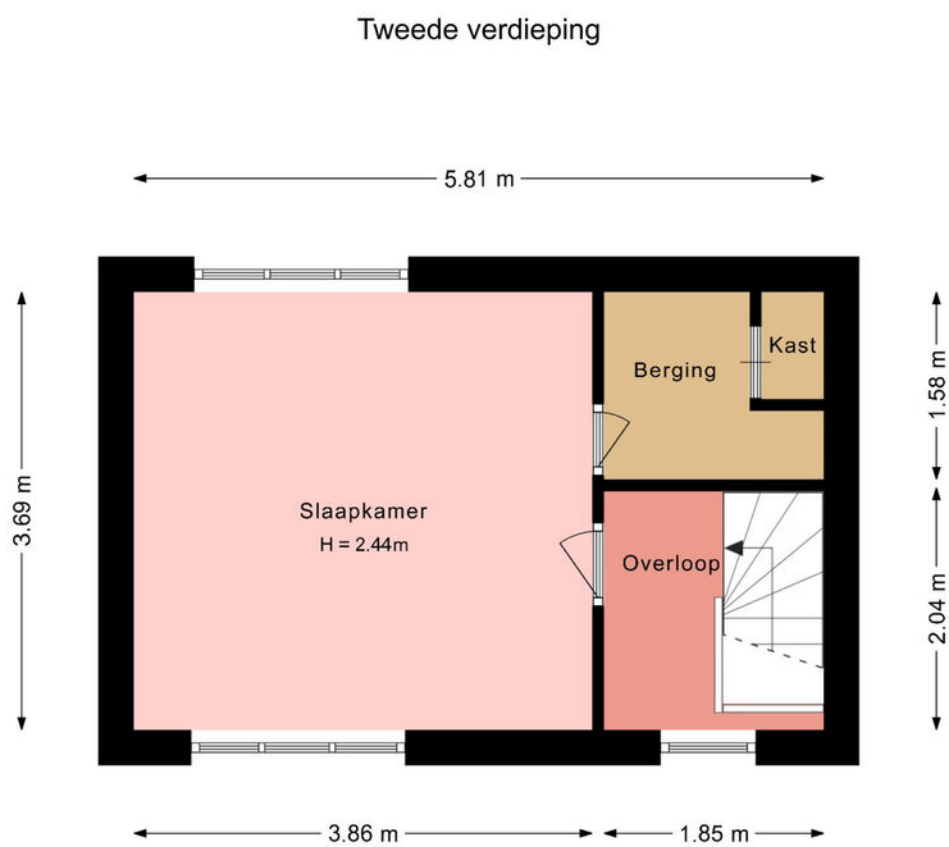 Tweede verdieping
5.81 m
Kast
Berging
1.58 m
3.69 m
Slaapkamer
H = 2.44m
Overloop
2.04 m
3.86 m
1.85 m